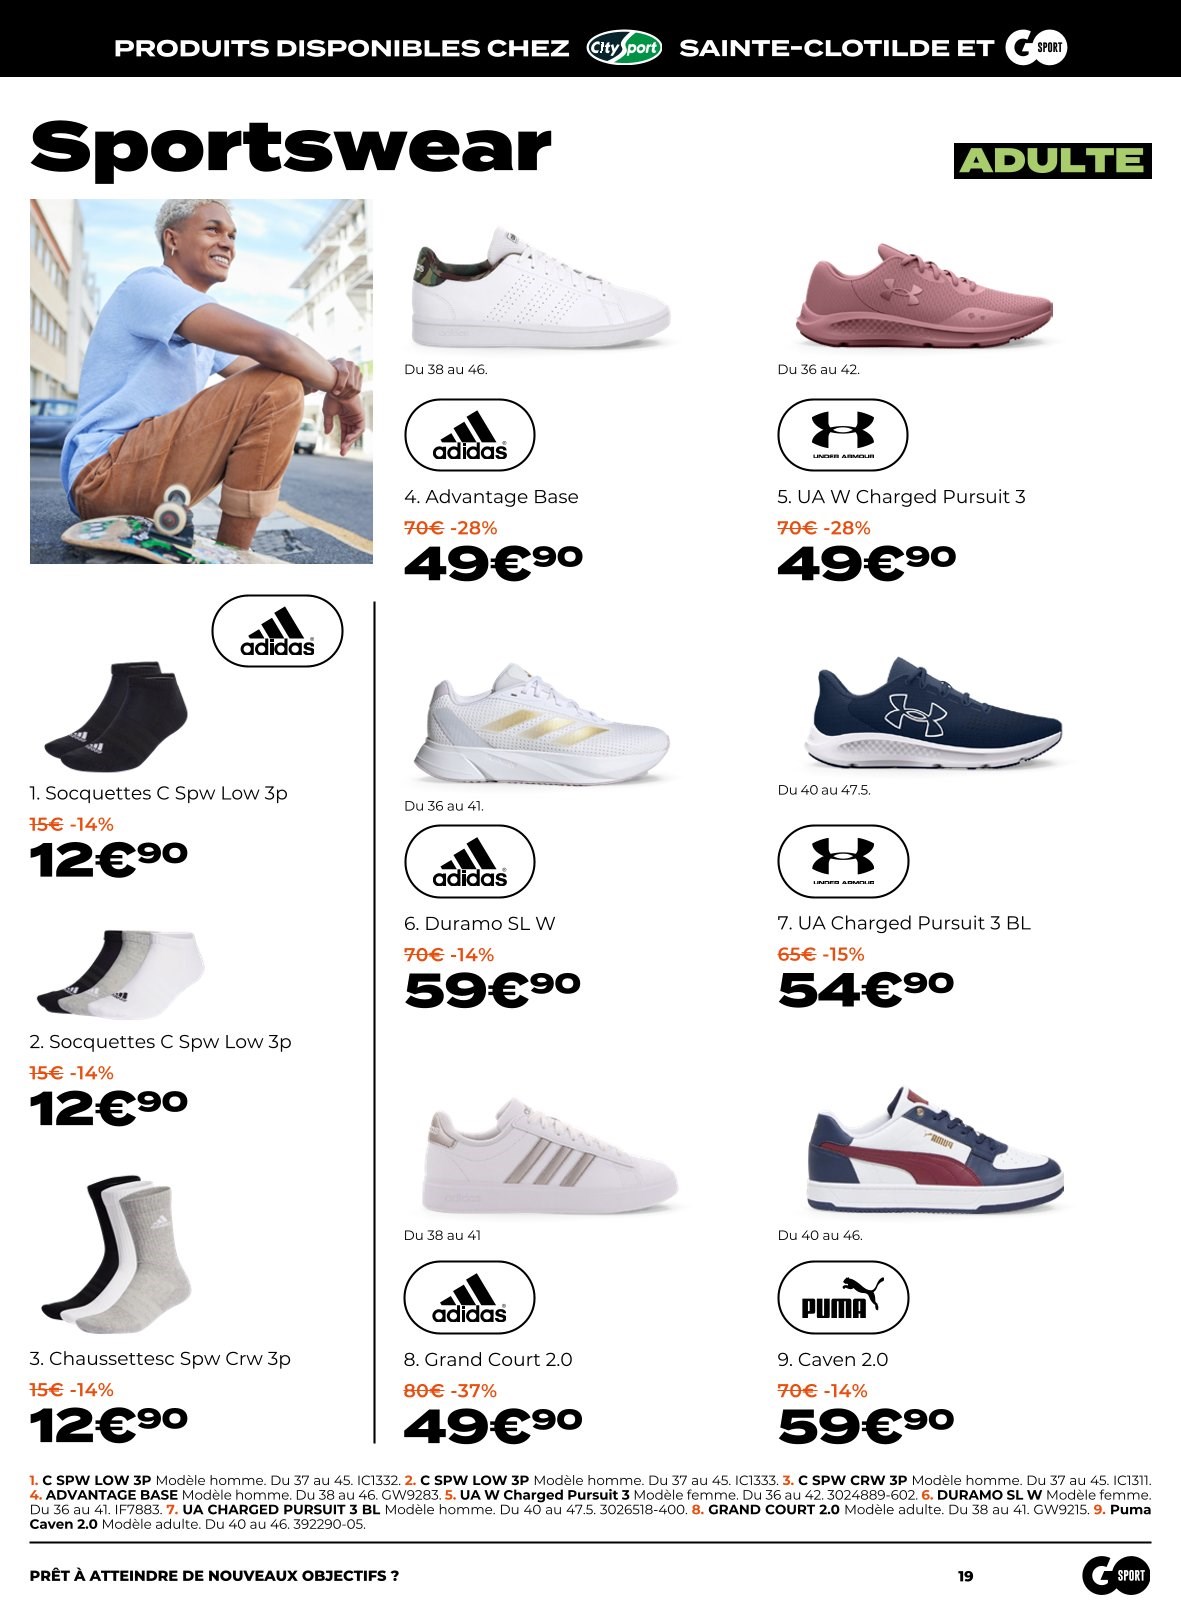 PRODUITS DISPONIBLES CHEZ City Sport SAINTE-CLOTILDE ET GO SPORT
Sportswear
ADULTE
adidas
1. Socquettes C Spw Low 3p
15€ -14%
12€90
2. Socquettes C Spw Low 3p
15€ -14%
12€90
3. Chaussettesc Spw Crw 3p
15€ -14%
12€90
Du 38 au 46.
adidas
4. Advantage Base
70€ -28%
49€90
Du 36 au 42.
UNDER ARMOUR
5. UA W Charged Pursuit 3
70€ -28%
49€90
Du 36 au 41.
adidas
6. Duramo SL W
70€ -14%
59€90
Du 40 au 47.5.
UNDER ARMOUR
7. UA Charged Pursuit 3 BL
65€ -15%
54€90
Du 38 au 41
adidas
8. Grand Court 2.0
80€ -37%
49€90
PUMA
Du 40 au 46.
PUMA
9. Caven 2.0
70€ -14%
59€90
1. C SPW LOW 3P Modèle homme. Du 37 au 45. IC1332. 2. C SPW LOW 3P Modèle homme. Du 37 au 45. IC1333. 3. C SPW CRW 3P Modèle homme. Du 37 au 45. IC1311.
4. ADVANTAGE BASE Modèle homme. Du 38 au 46. GW9283. 5. UA W Charged Pursuit 3 Modèle femme. Du 36 au 42. 3024889-602. 6. DURAMO SL W Modèle femme.
Du 36 au 41. IF7883. 7. UA CHARGED PURSUIT 3 BL Modèle homme. Du 40 au 47.5. 3026518-400. 8. GRAND COURT 2.0 Modèle adulte. Du 38 au 41. GW9215. 9. Puma
Caven 2.0 Modèle adulte. Du 40 au 46. 392290-05.
PRÊT À ATTEINDRE DE NOUVEAUX OBJECTIFS ?
19
GO SPORT